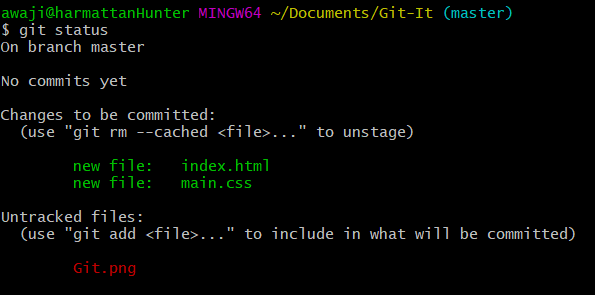 awaji@harmattanHunter MINGW64 ~/Documents/Git-It (master)
$ git status
On branch master
No commits yet
Changes to be committed:
(use "git rm --cached <file>..." to unstage)
new file: index.html
new file: main.css
Untracked files:
(use "git add <file>..." to include in what will be committed)
Git.png